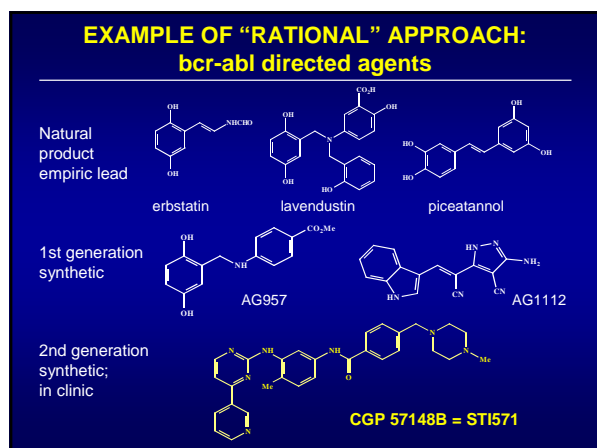 EXAMPLE OF “RATIONAL” APPROACH:
bcr-abl directed agents
Natural
product
empiric lead
OH
NHCHO
OH
erbstatin
CO₂H
OH
OH
N
OH
HO
lavendustin
OH
HO
OH
HO
piceatannol
1st generation
synthetic
OH
CO₂Me
NH
OH
AG957
HN
N
NH₂
CN
CN
HN
AG1112
2nd generation
synthetic;
in clinic
N
NH
NH
N
N
Me
N
O
Me
N
CGP 57148B = STI571